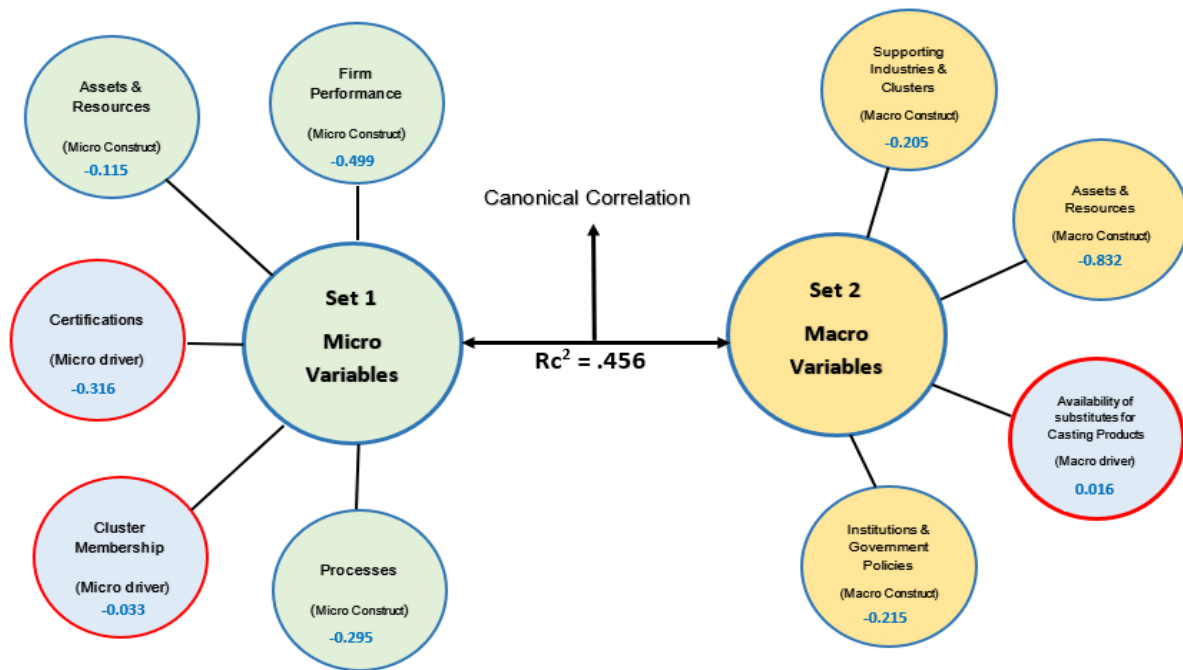 Assets &
Resources
(Micro Construct)
-0.115
Firm
Performance
(Micro Construct)
-0.499
Certifications
(Micro driver)
-0.316
Set 1
Micro
Variables
Cluster
Membership
(Micro driver)
-0.033
Processes
(Micro Construct)
-0.295
Canonical Correlation
Rc² = .456
Supporting
Industries &
Clusters
(Macro Construct)
-0.205
Assets &
Resources
(Macro Construct)
-0.832
Set 2
Macro
Variables
Availability of
substitutes for
Casting Products
(Macro driver)
0.016
Institutions &
Government
Policies
(Macro Construct)
-0.215